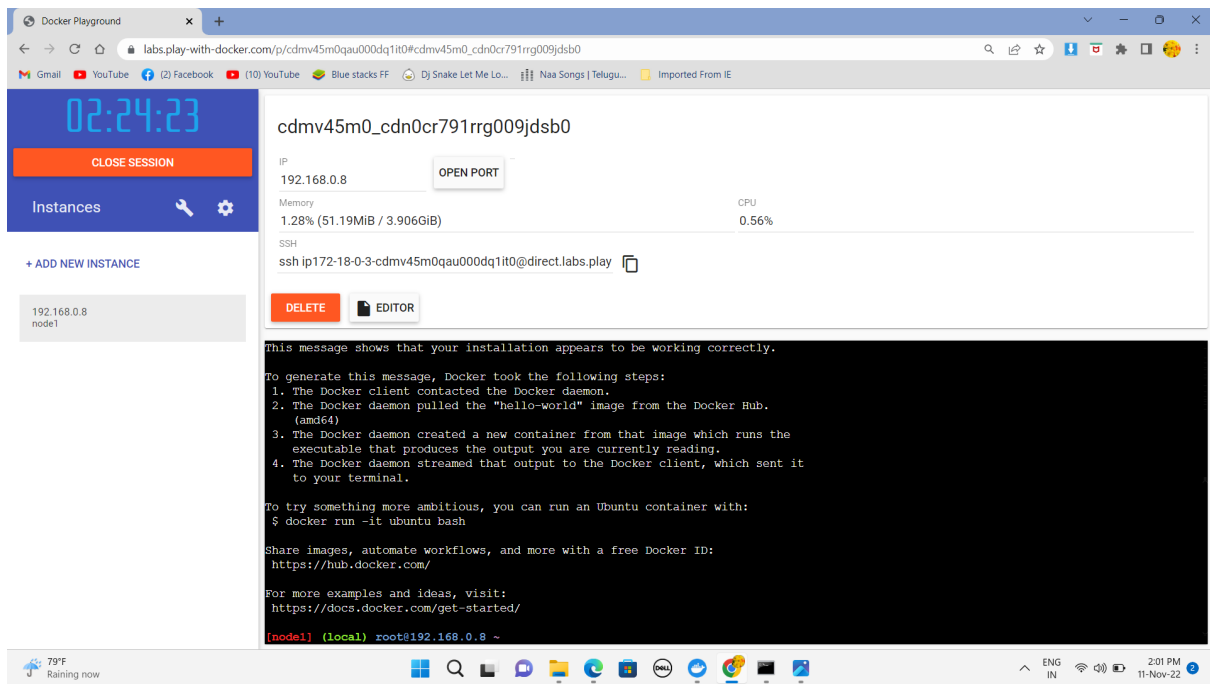 Docker Playground
labs.play-with-docker.com/p/cdmv45m0qau000dq1it0#cdmv45m0_cdn0cr791rrg009jdsb0
Gmail YouTube (2) Facebook (10) YouTube Blue stacks FF Dj Snake Let Me Lo... Naa Songs | Telugu... Imported From IE
02:24:23
CLOSE SESSION
Instances
+ ADD NEW INSTANCE
192.168.0.8
node1
cdmv45m0_cdn0cr791rrg009jdsb0
IP
192.168.0.8
OPEN PORT
Memory
1.28% (51.19MiB / 3.906GiB)
CPU
0.56%
SSH
ssh ip172-18-0-3-cdmv45m0qau000dq1it0@direct.labs.play
DELETE
EDITOR
This message shows that your installation appears to be working correctly.
To generate this message, Docker took the following steps:
1. The Docker client contacted the Docker daemon.
2. The Docker daemon pulled the "hello-world" image from the Docker Hub.
(amd64)
3. The Docker daemon created a new container from that image which runs the
executable that produces the output you are currently reading.
4. The Docker daemon streamed that output to the Docker client, which sent it
to your terminal.
To try something more ambitious, you can run an Ubuntu container with:
$ docker run -it ubuntu bash
Share images, automate workflows, and more with a free Docker ID:
https://hub.docker.com/
For more examples and ideas, visit:
https://docs.docker.com/get-started/
[node1] (local) root@192.168.0.8 ~
79°F
Raining now
DELL
ENG
IN
2:01 PM
11-Nov-22
2